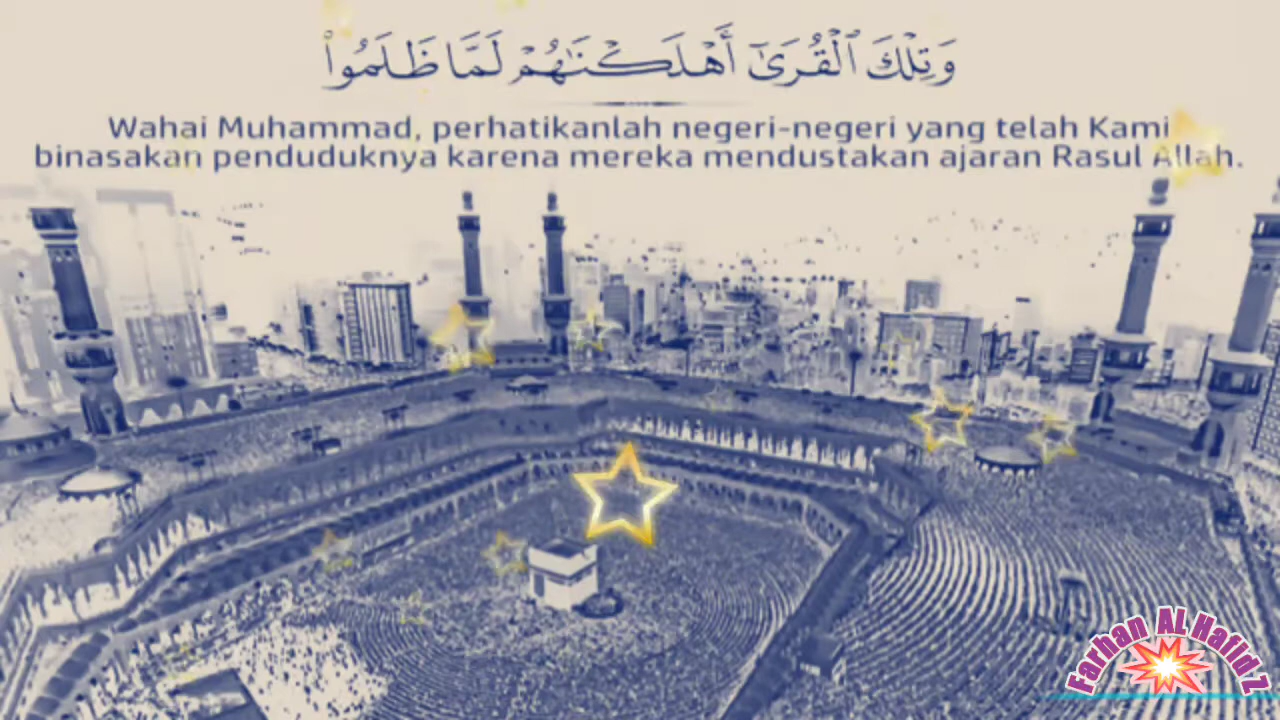 وَتِلْكَ ٱلْقُرَىٰٓ أَهْلَكْنَـٰهُمْ لَمَّا ظَلَمُوا۟
Wahai Muhammad, perhatikanlah negeri-negeri yang telah Kami
binasakan penduduknya karena mereka mendustakan ajaran Rasul Allah.
Farhan AL Hafidz